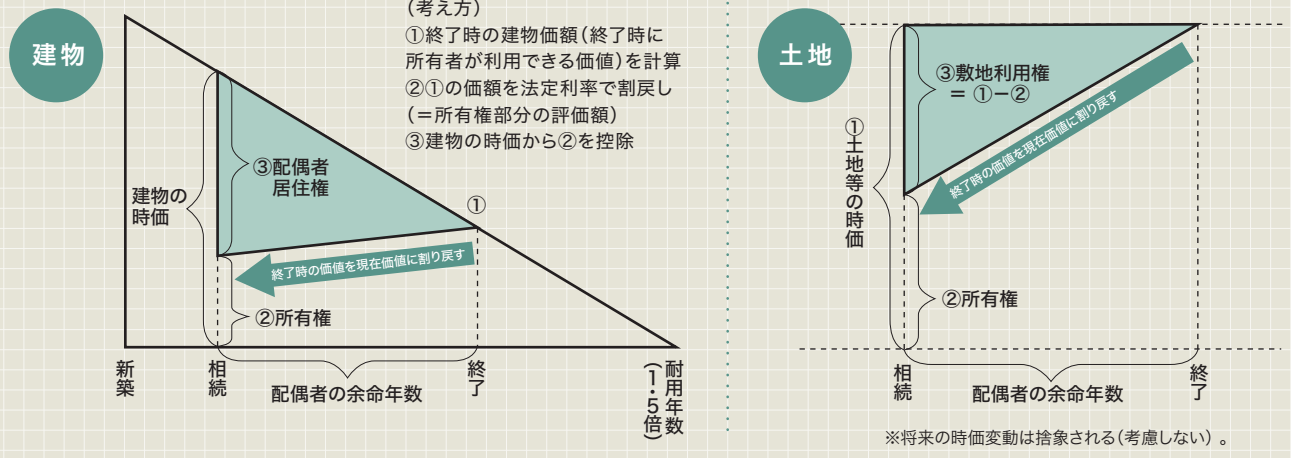 建物
(考え方)
①終了時の建物価額(終了時に
所有者が利用できる価値)を計算
②①の価額を法定利率で割戻し
(=所有権部分の評価額)
③建物の時価から②を控除
建物の
時価
③配偶者
居住権
①
終了時の価値を現在価値に割り戻す
②所有権
新築
相続
配偶者の余命年数
終了
耐用年数
(1・5倍)
土地
①土地等の時価
③敷地利用権
= ①-②
終了時の価値を現在価値に割り戻す
②所有権
相続
配偶者の余命年数
終了
※将来の時価変動は捨象される(考慮しない)。